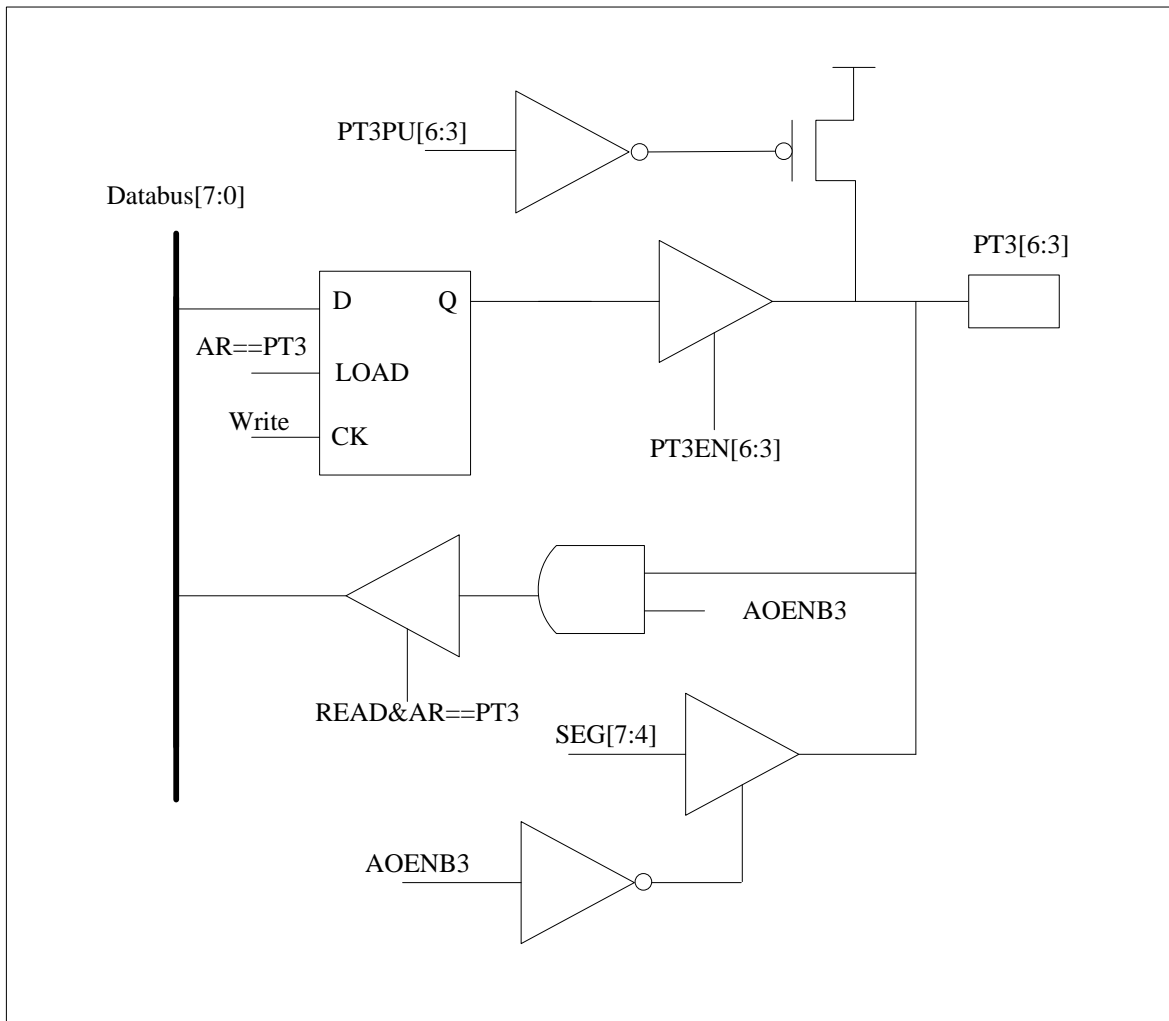 PT3PU[6:3]
Databus[7:0]
PT3[6:3]
D
Q
AR==PT3
LOAD
Write
CK
PT3EN[6:3]
AOENB3
READ&AR==PT3
SEG[7:4]
AOENB3